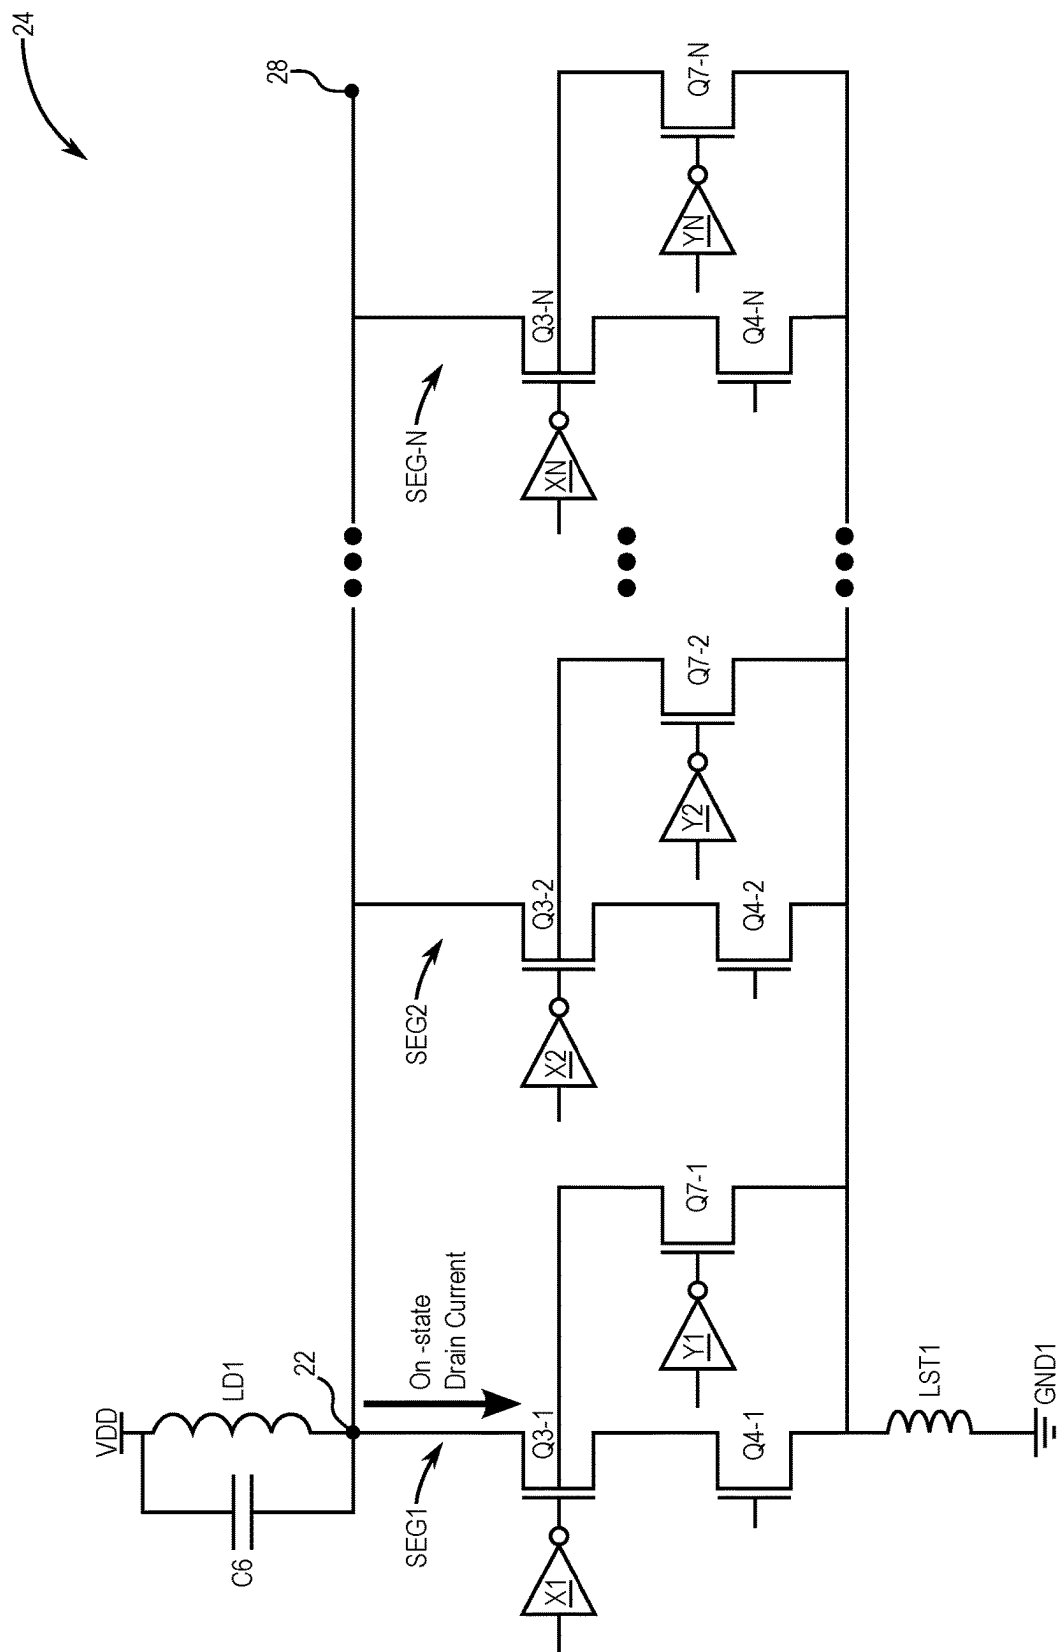 24
VDD
LD1
C6
22
28
On -state
Drain Current
SEG1
SEG2
SEG-N
X1
Q3-1
X2
Q3-2
XN
Q3-N
Y1
Q7-1
Y2
Q7-2
YN
Q7-N
Q4-1
Q4-2
Q4-N
LST1
GND1